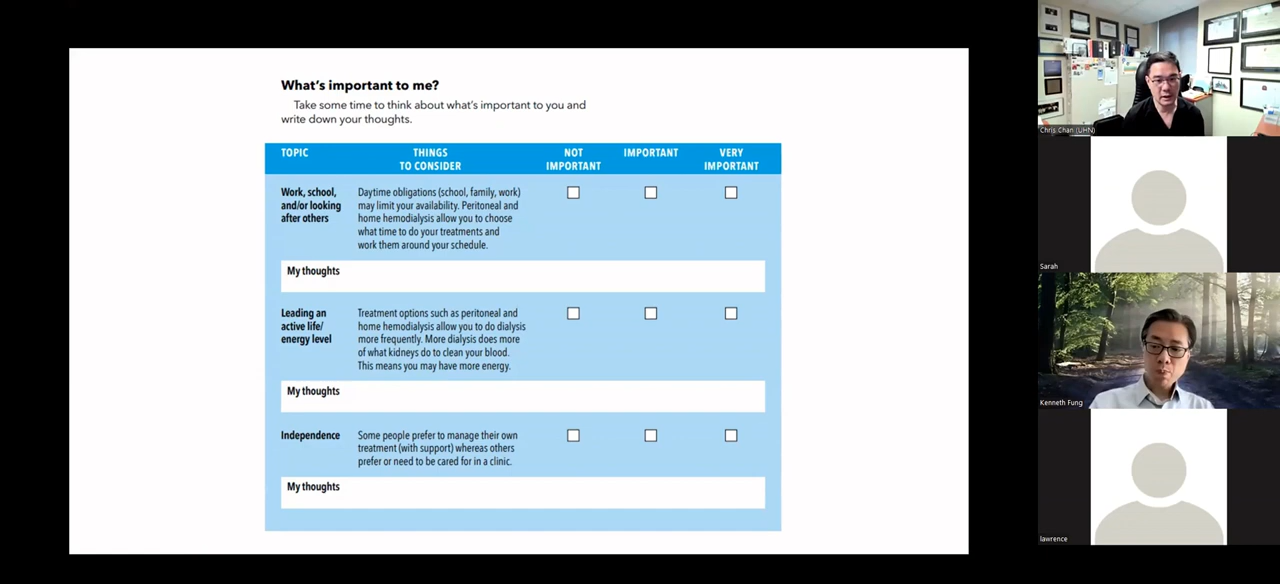 What's important to me?
Take some time to think about what's important to you and
write down your thoughts.
TOPIC
THINGS
TO CONSIDER
NOT
IMPORTANT
IMPORTANT
VERY
IMPORTANT
Work, school,
and/or looking
after others
Daytime obligations (school, family, work)
may limit your availability. Peritoneal and
home hemodialysis allow you to choose
what time to do your treatments and
work them around your schedule.
My thoughts
Leading an
active life/
energy level
Treatment options such as peritoneal and
home hemodialysis allow you to do dialysis
more frequently. More dialysis does more
of what kidneys do to clean your blood.
This means you may have more energy.
My thoughts
Independence
Some people prefer to manage their own
treatment (with support) whereas others
prefer or need to be cared for in a clinic.
My thoughts
Chris Chan (UHN)
Sarah
Kenneth Fung
lawrence